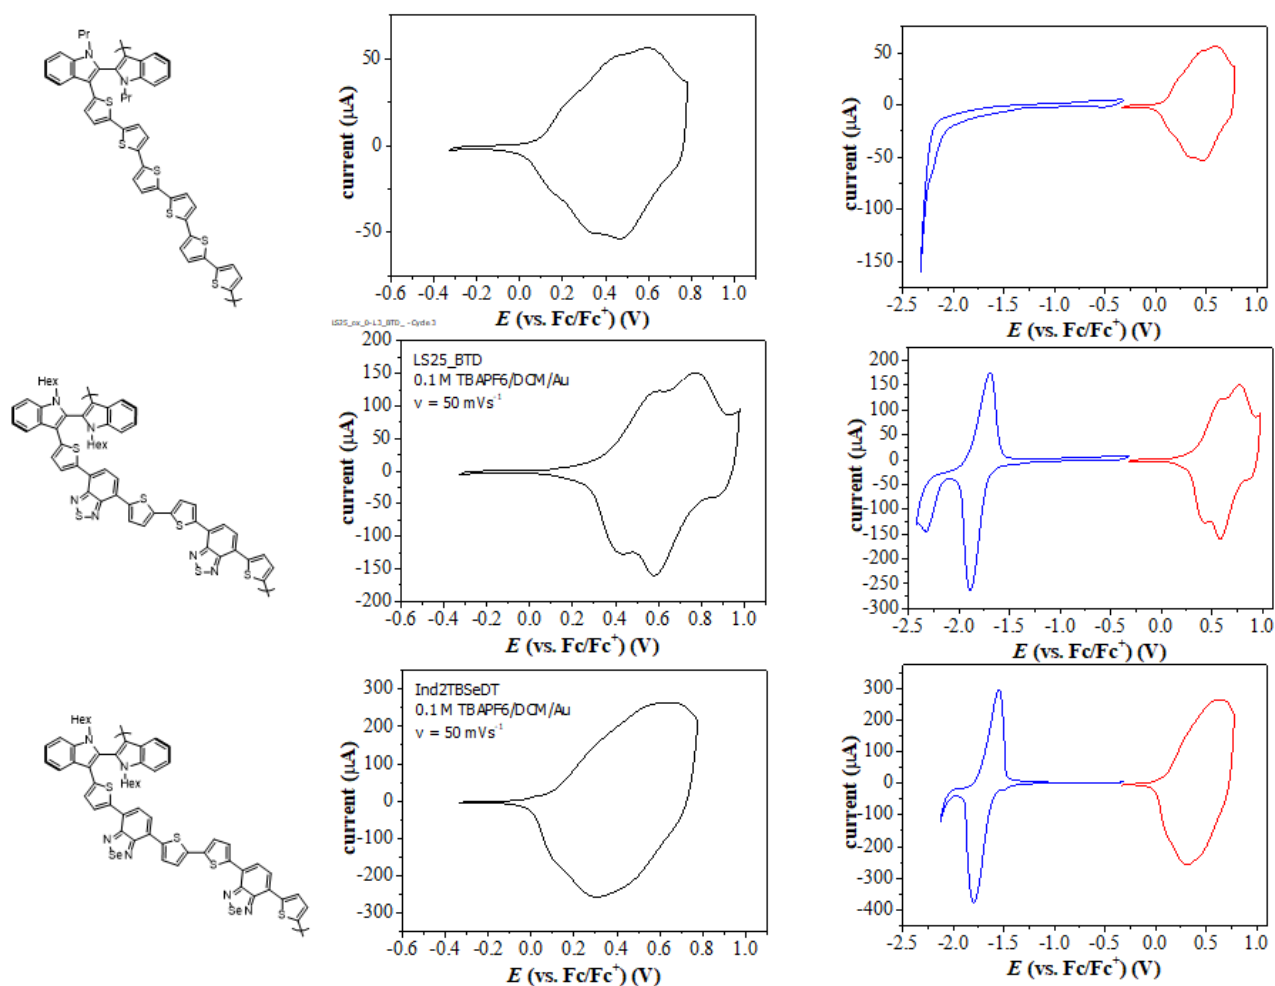 Pr
N
N
Pr
S
S
S
S
S
S
current (µA)
50
0
-50
-0.6 -0.4 -0.2 0.0 0.2 0.4 0.6 0.8 1.0
E (vs. Fc/Fc+) (V)
current (µA)
50
0
-50
-100
-150
-2.5 -2.0 -1.5 -1.0 -0.5 0.0 0.5 1.0
E (vs. Fc/Fc+) (V)
Hex
N
N
Hex
S
N
S
N
S
S
N
S
N
S
current (µA)
200
150
100
50
0
-50
-100
-150
-200
LS25_BTD
0.1 M TBAPF6/DCM/Au
v = 50 mVs-1
-0.6 -0.4 -0.2 0.0 0.2 0.4 0.6 0.8 1.0
E (vs. Fc/Fc+) (V)
current (µA)
200
150
100
50
0
-50
-100
-150
-200
-250
-300
-2.5 -2.0 -1.5 -1.0 -0.5 0.0 0.5 1.0
E (vs. Fc/Fc+) (V)
Hex
N
N
Hex
S
N
Se
N
S
S
N
Se
N
S
current (µA)
300
200
100
0
-100
-200
-300
Ind2TBSeDT
0.1 M TBAPF6/DCM/Au
v = 50 mVs-1
-0.6 -0.4 -0.2 0.0 0.2 0.4 0.6 0.8 1.0
E (vs. Fc/Fc+) (V)
current (µA)
300
200
100
0
-100
-200
-300
-400
-2.5 -2.0 -1.5 -1.0 -0.5 0.0 0.5 1.0
E (vs. Fc/Fc+) (V)